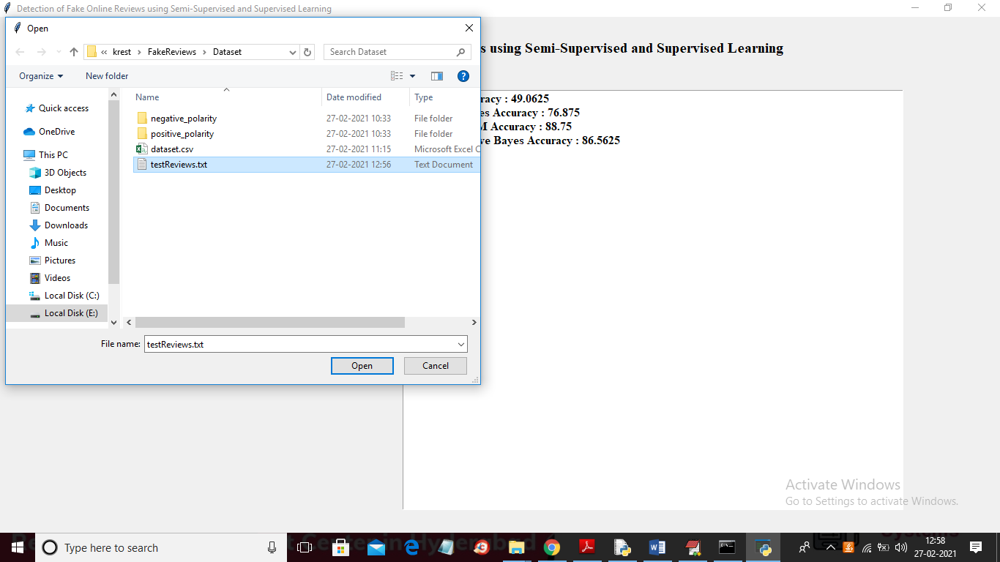 Detection of Fake Online Reviews using Semi-Supervised and Supervised Learning
Open
« krest › FakeReviews › Dataset
Search Dataset
s using Semi-Supervised and Supervised Learning
Organize
New folder
Name Date modified Type
negative_polarity 27-02-2021 10:33 File folder
positive_polarity 27-02-2021 10:33 File folder
dataset.csv 27-02-2021 11:15 Microsoft Excel C
testReviews.txt 27-02-2021 12:56 Text Document
Quick access
OneDrive
This PC
3D Objects
Desktop
Documents
Downloads
Music
Pictures
Videos
Local Disk (C:)
Local Disk (E:)
File name: testReviews.txt
Open Cancel
racy : 49.0625
es Accuracy : 76.875
M Accuracy : 88.75
ve Bayes Accuracy : 86.5625
Activate Windows
Go to Settings to activate Windows.
Type here to search
12:58
27-02-2021